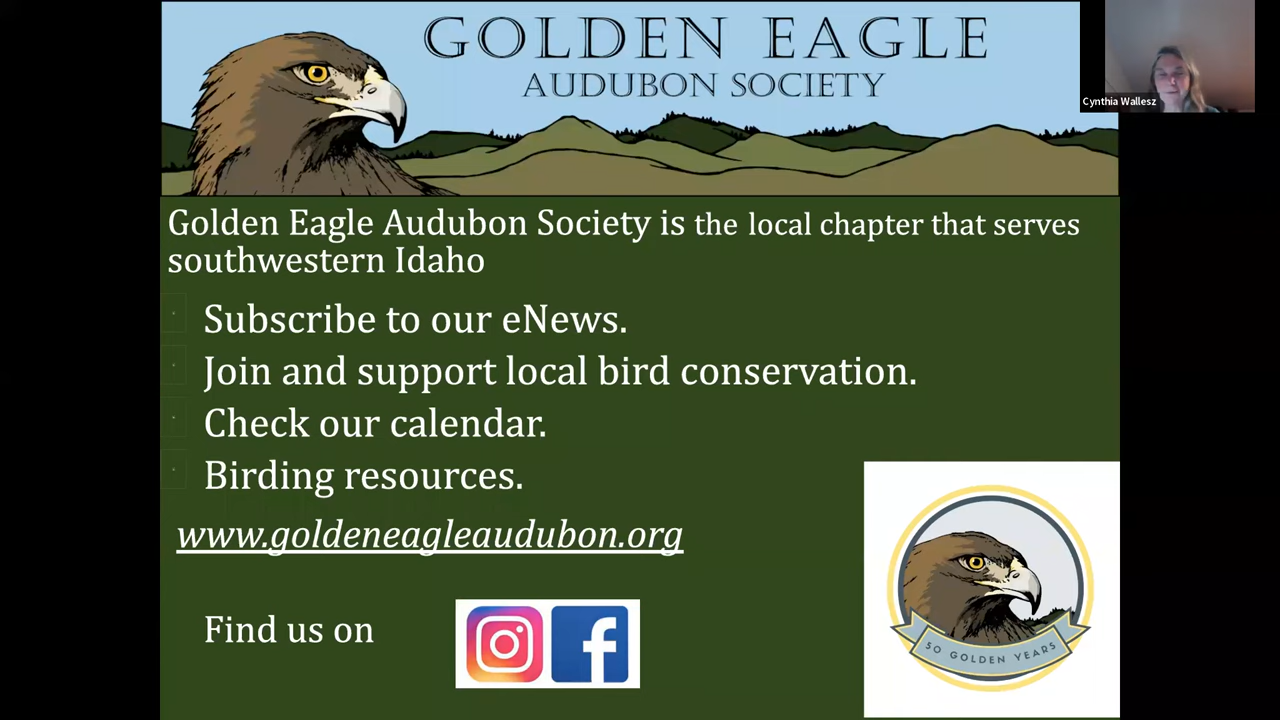 GOLDEN EAGLE
AUDUBON SOCIETY
Cynthia Wallesz
Golden Eagle Audubon Society is the local chapter that serves
southwestern Idaho
Subscribe to our eNews.
Join and support local bird conservation.
Check our calendar.
Birding resources.
www.goldeneagleaudubon.org
Find us on
50 GOLDEN YEARS